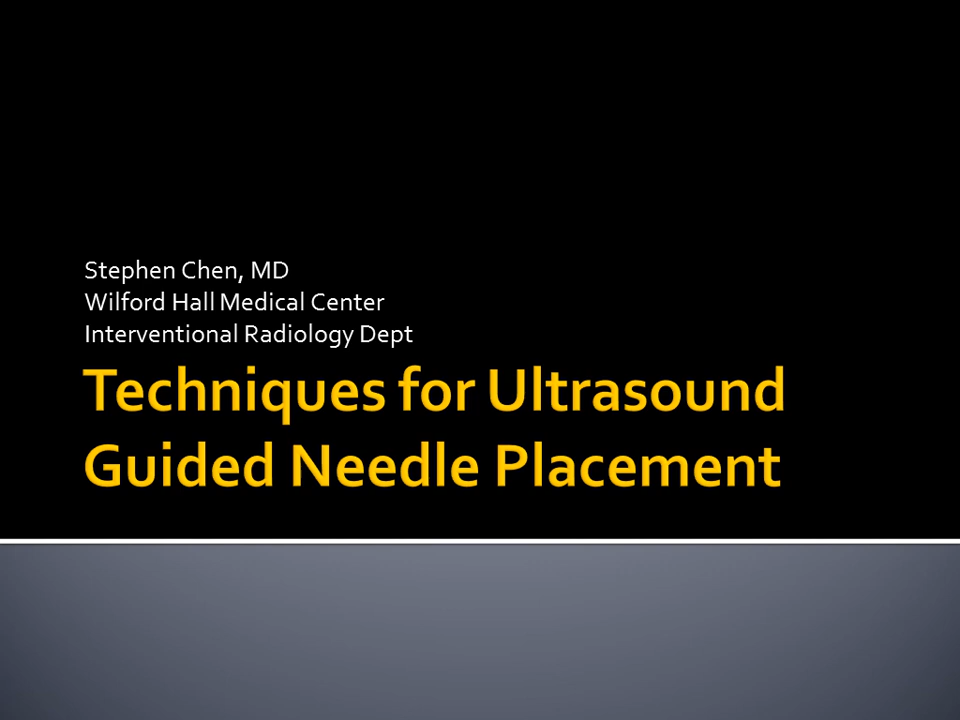 Stephen Chen, MD
Wilford Hall Medical Center
Interventional Radiology Dept
Techniques for Ultrasound
Guided Needle Placement